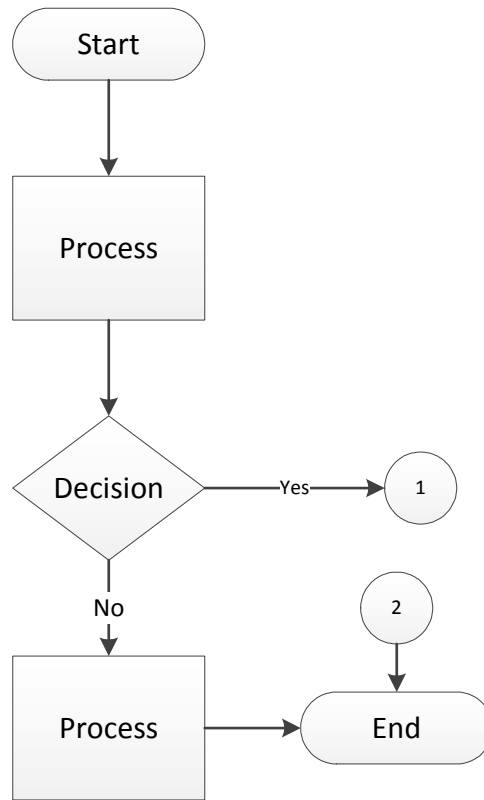 Start
Process
Decision
Yes
1
No
2
Process
End